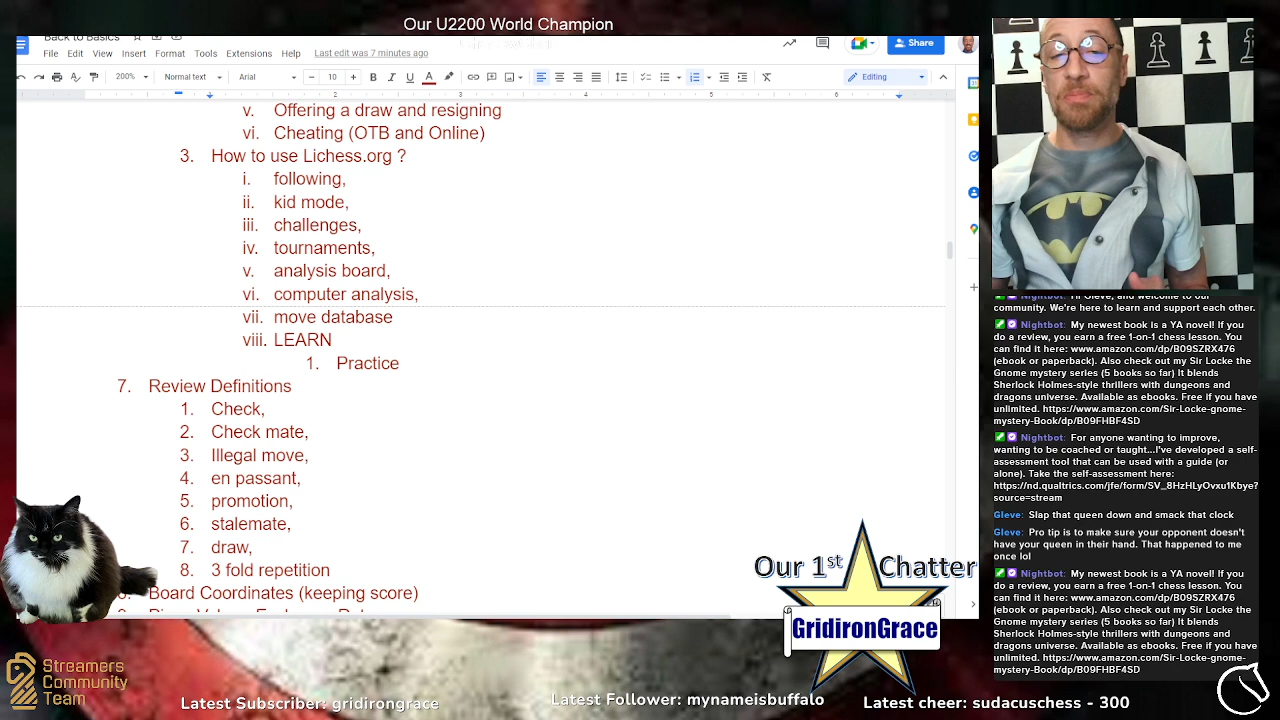 Our U2200 World Champion
Back to Basics
File Edit View Insert Format Tools Extensions Help Last edit was 7 minutes ago
Share
200% Normal text Arial 10 B I U A Editing
2 3 4 5 6
v. Offering a draw and resigning
vi. Cheating (OTB and Online)
3. How to use Lichess.org ?
i. following,
ii. kid mode,
iii. challenges,
iv. tournaments,
v. analysis board,
vi. computer analysis,
vii. move database
viii. LEARN
1. Practice
7. Review Definitions
1. Check,
2. Check mate,
3. Illegal move,
4. en passant,
5. promotion,
6. stalemate,
7. draw,
8. 3 fold repetition
Board Coordinates (keeping score)
Our 1st Chatter
GridironGrace
Nightbot: Hi Gleve, and welcome to our
community. We're here to learn and support each other.
Nightbot: My newest book is a YA novel! If you
do a review, you earn a free 1-on-1 chess lesson. You
can find it here: www.amazon.com/dp/B09SZRX476
(ebook or paperback). Also check out my Sir Locke the
Gnome mystery series (5 books so far) It blends
Sherlock Holmes-style thrillers with dungeons and
dragons universe. Available as ebooks. Free if you have
unlimited. https://www.amazon.com/Sir-Locke-gnome-
mystery-Book/dp/B09FHBF4SD
Nightbot: For anyone wanting to improve,
wanting to be coached or taught...I've developed a self-
assessment tool that can be used with a guide (or
alone). Take the self-assessment here:
https://nd.qualtrics.com/jfe/form/SV_8HzHLyOvxu1Kbye?
source=stream
Gleve: Slap that queen down and smack that clock
Gleve: Pro tip is to make sure your opponent doesn't
have your queen in their hand. That happened to me
once lol
Nightbot: My newest book is a YA novel! If you
do a review, you earn a free 1-on-1 chess lesson. You
can find it here: www.amazon.com/dp/B09SZRX476
(ebook or paperback). Also check out my Sir Locke the
Gnome mystery series (5 books so far) It blends
Sherlock Holmes-style thrillers with dungeons and
dragons universe. Available as ebooks. Free if you have
unlimited. https://www.amazon.com/Sir-Locke-gnome-
mystery-Book/dp/B09FHBF4SD
Streamers
Community
Team
Latest Subscriber: gridirongrace
Latest Follower: mynameisbuffalo
Latest cheer: sudacuschess - 300